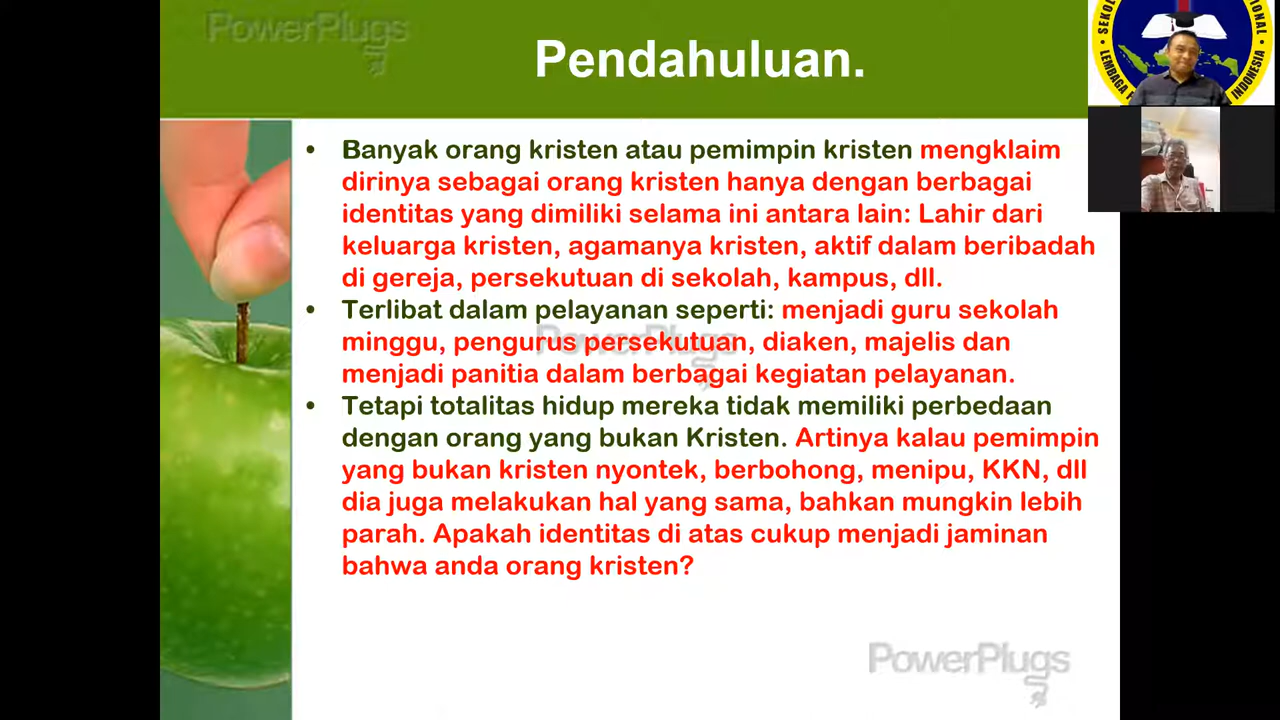 PowerPlugs
Pendahuluan.
• Banyak orang kristen atau pemimpin kristen mengklaim
dirinya sebagai orang kristen hanya dengan berbagai
identitas yang dimiliki selama ini antara lain: Lahir dari
keluarga kristen, agamanya kristen, aktif dalam beribadah
di gereja, persekutuan di sekolah, kampus, dll.
• Terlibat dalam pelayanan seperti: menjadi guru sekolah
minggu, pengurus persekutuan, diaken, majelis dan
menjadi panitia dalam berbagai kegiatan pelayanan.
• Tetapi totalitas hidup mereka tidak memiliki perbedaan
dengan orang yang bukan Kristen. Artinya kalau pemimpin
yang bukan kristen nyontek, berbohong, menipu, KKN, dll
dia juga melakukan hal yang sama, bahkan mungkin lebih
parah. Apakah identitas di atas cukup menjadi jaminan
bahwa anda orang kristen?
PowerPlugs
PowerPlugs
LEMBAGA
INDONESIA